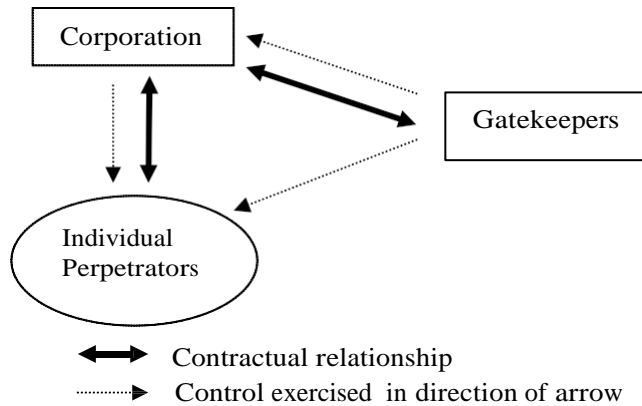 Corporation
Gatekeepers
Individual
Perpetrators
Contractual relationship
Control exercised in direction of arrow